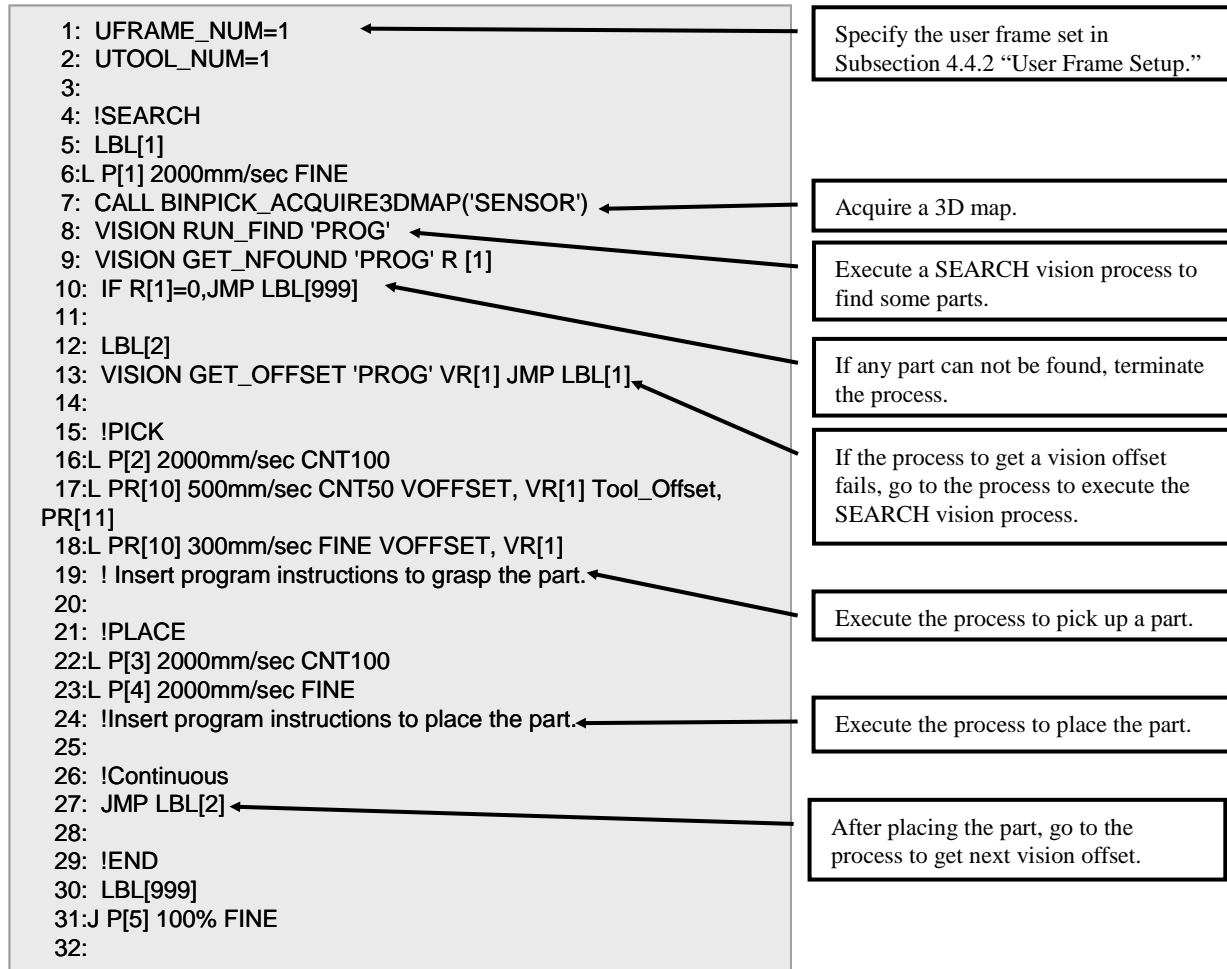 1: UFRAME_NUM=1
2: UTOOL_NUM=1
3:
4: !SEARCH
5: LBL[1]
6:L P[1] 2000mm/sec FINE
7: CALL BINPICK_ACQUIRE3DMAP('SENSOR')
8: VISION RUN_FIND 'PROG'
9: VISION GET_NFOUND 'PROG' R [1]
10: IF R[1]=0,JMP LBL[999]
11:
12: LBL[2]
13: VISION GET_OFFSET 'PROG' VR[1] JMP LBL[1]
14:
15: !PICK
16:L P[2] 2000mm/sec CNT100
17:L PR[10] 500mm/sec CNT50 VOFFSET, VR[1] Tool_Offset,
PR[11]
18:L PR[10] 300mm/sec FINE VOFFSET, VR[1]
19: ! Insert program instructions to grasp the part.
20:
21: !PLACE
22:L P[3] 2000mm/sec CNT100
23:L P[4] 2000mm/sec FINE
24: !Insert program instructions to place the part.
25:
26: !Continuous
27: JMP LBL[2]
28:
29: !END
30: LBL[999]
31:J P[5] 100% FINE
32:
Specify the user frame set in
Subsection 4.4.2 “User Frame Setup.”
Acquire a 3D map.
Execute a SEARCH vision process to
find some parts.
If any part can not be found, terminate
the process.
If the process to get a vision offset
fails, go to the process to execute the
SEARCH vision process.
Execute the process to pick up a part.
Execute the process to place the part.
After placing the part, go to the
process to get next vision offset.